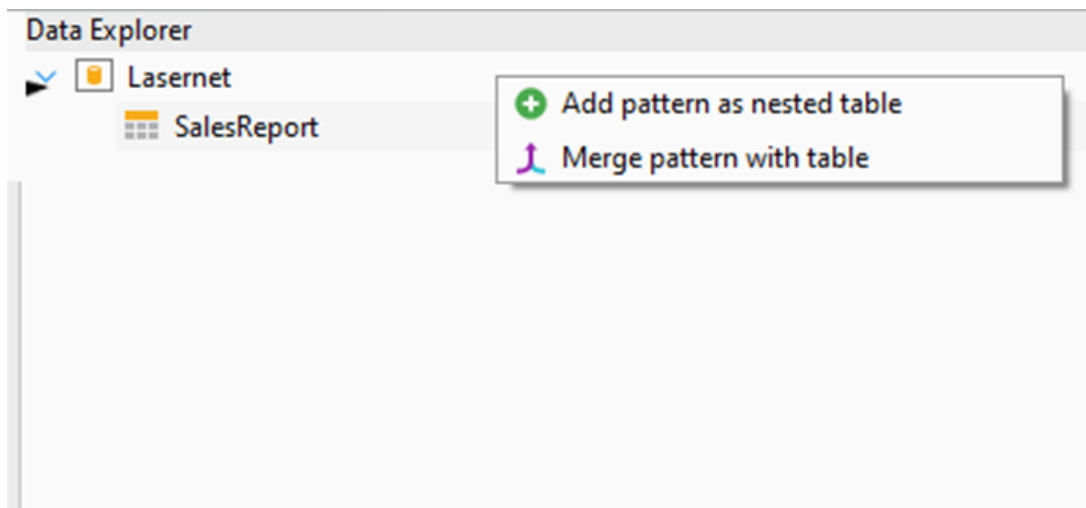 Data Explorer
Lasernet
SalesReport
Add pattern as nested table
Merge pattern with table